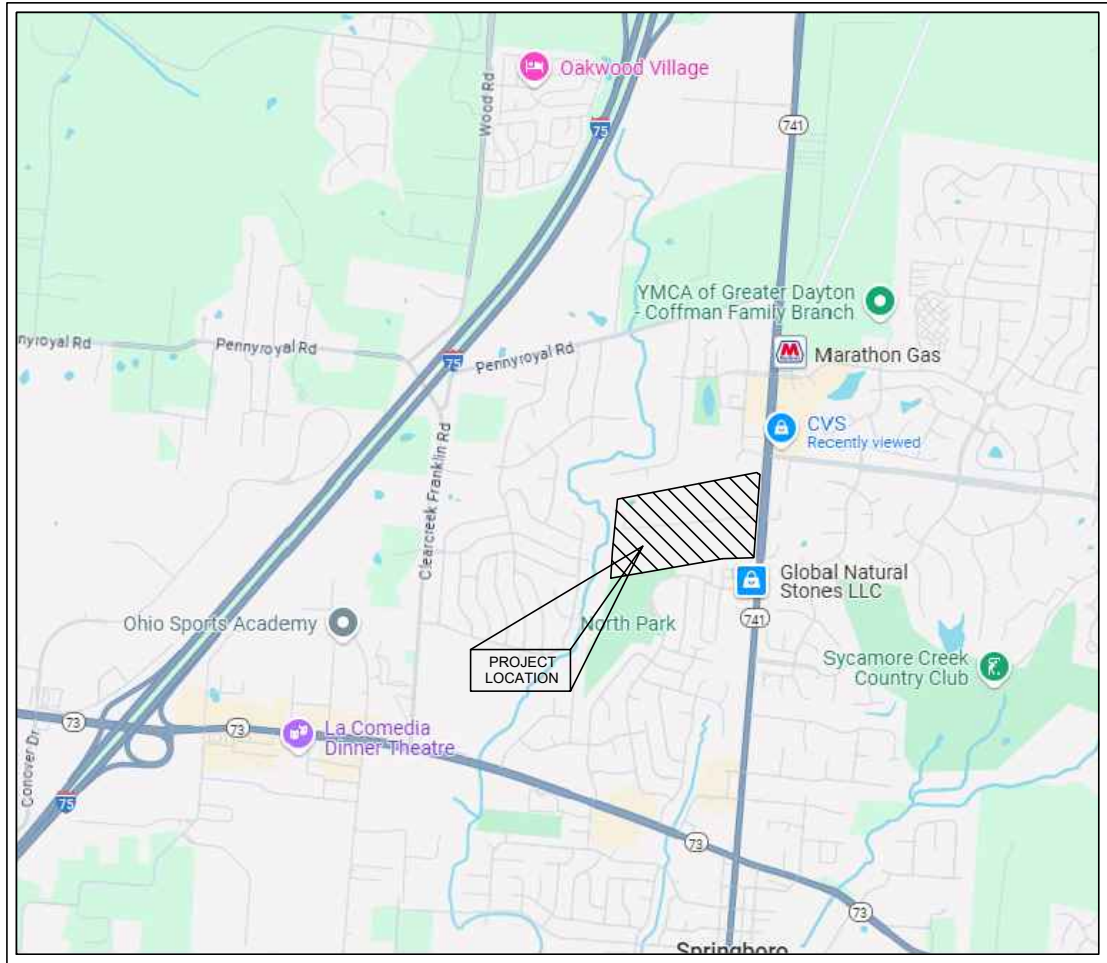 Oakwood Village
Wood Rd
75
741
YMCA of Greater Dayton
- Coffman Family Branch
nyroyal Rd
Pennyroyal Rd
75
Pennyroyal Rd
M
Marathon Gas
CVS
Recently viewed
Clearcreek Franklin Rd
Global Natural
Stones LLC
741
Ohio Sports Academy
North Park
PROJECT
LOCATION
Sycamore Creek
Country Club
73
73
La Comedia
Dinner Theatre
Conover Dr
75
73
73
Springboro